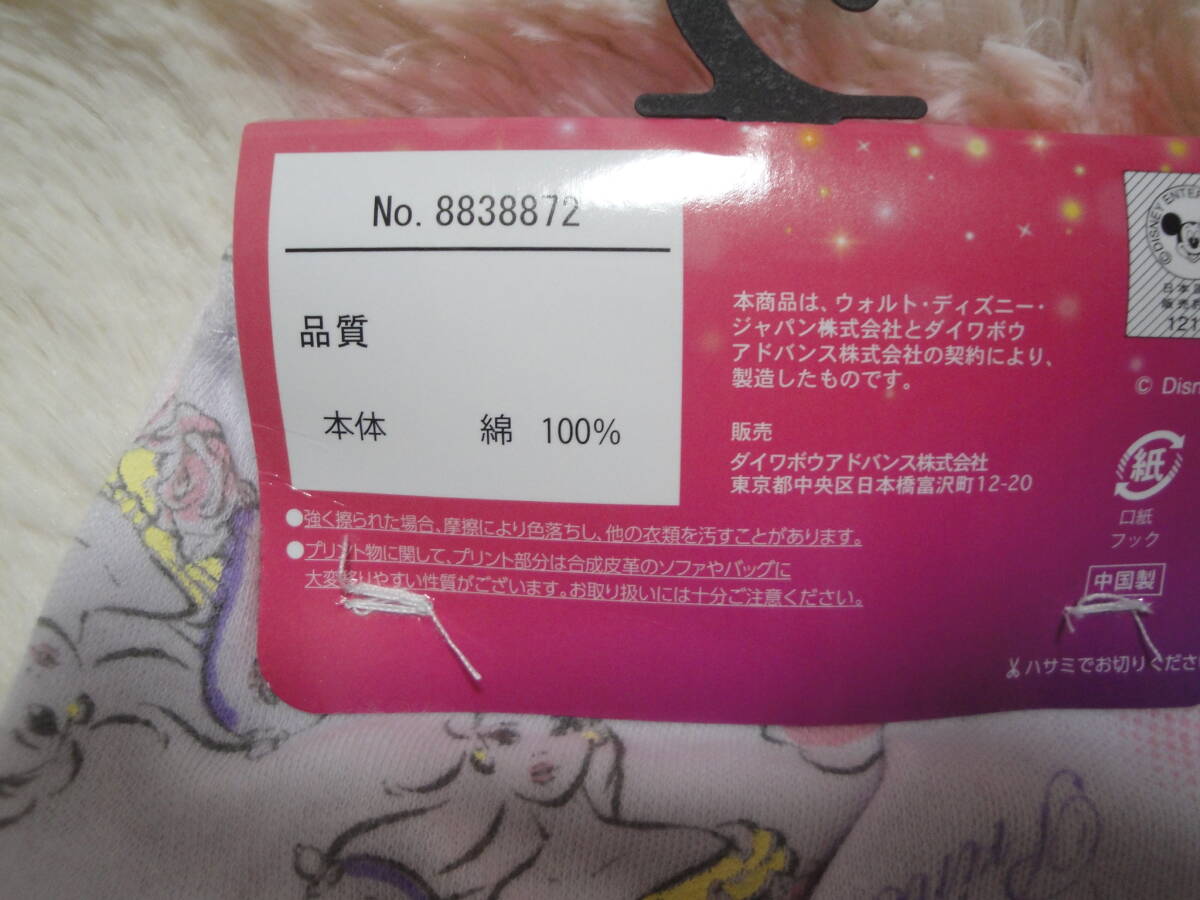 No. 8838872
品質
本体 綿 100%
本商品は、ウォルト・ディズニー・
ジャパン株式会社とダイワボウ
アドバンス株式会社の契約により、
製造したものです。
販売
ダイワボウアドバンス株式会社
東京都中央区日本橋富沢町12-20
●強く擦られた場合、摩擦により色落ちし、他の衣類を汚すことがあります。
●プリント物に関して、プリント部分は合成皮革のソファやバッグに
大変移りやすい性質がございます。お取り扱いには十分ご注意ください。
©DISNEY ENTE
日本
販売
121
© Disn
紙
口紙
フック
中国製
ハサミでお切りくださ